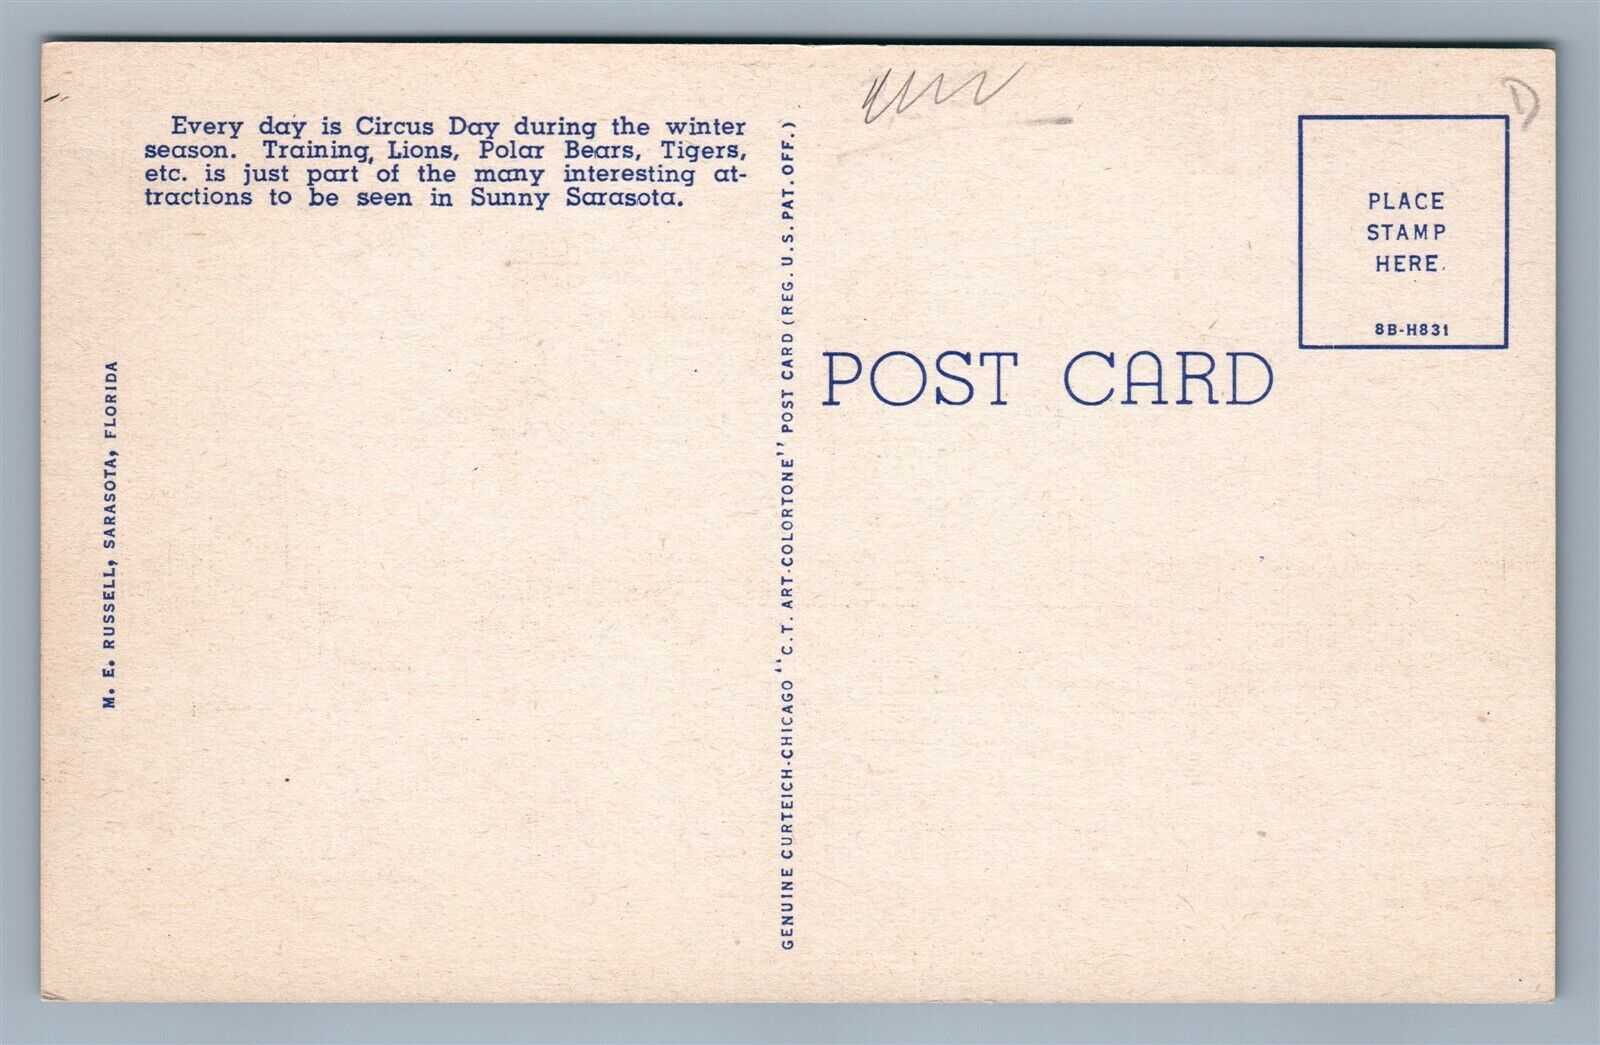 Every day is Circus Day during the winter
season. Training, Lions, Polar Bears, Tigers,
etc. is just part of the many interesting at-
tractions to be seen in Sunny Sarasota.
M. E. RUSSELL, SARASOTA, FLORIDA
GENUINE CURTEICH-CHICAGO "C.T. ART-COLORTONE" POST CARD (REG. U.S. PAT. OFF.)
POST CARD
PLACE
STAMP
HERE.
8B-H831
D